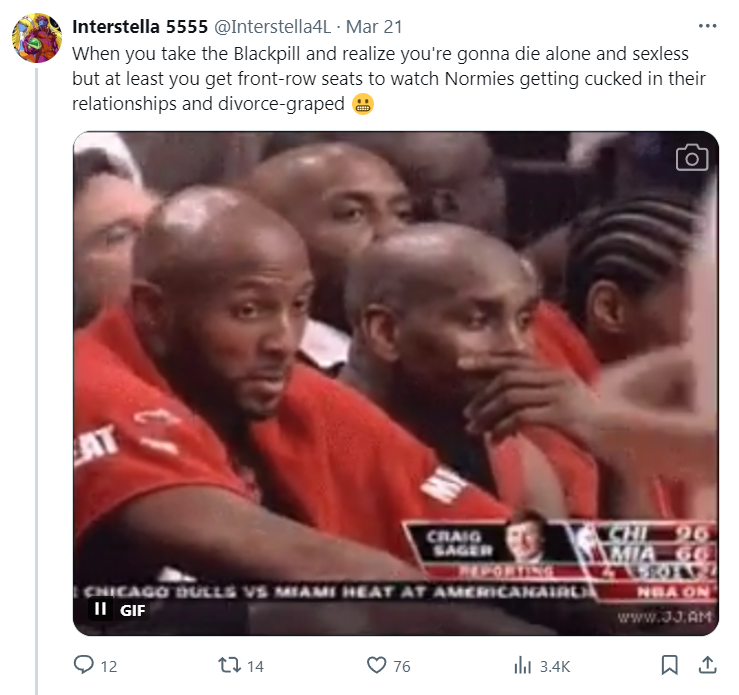 Interstella 5555 @Interstella4L · Mar 21
When you take the Blackpill and realize you're gonna die alone and sexless
but at least you get front-row seats to watch Normies getting cucked in their
relationships and divorce-graped 😬
CRAIG
SAGER
REPORTING
CHI 96
MIA 66
4
CHICAGO BULLS VS MIAMI HEAT AT AMERICANAIRLI
NBA ON
www.JJ.AM
GIF
12
14
76
3.4K